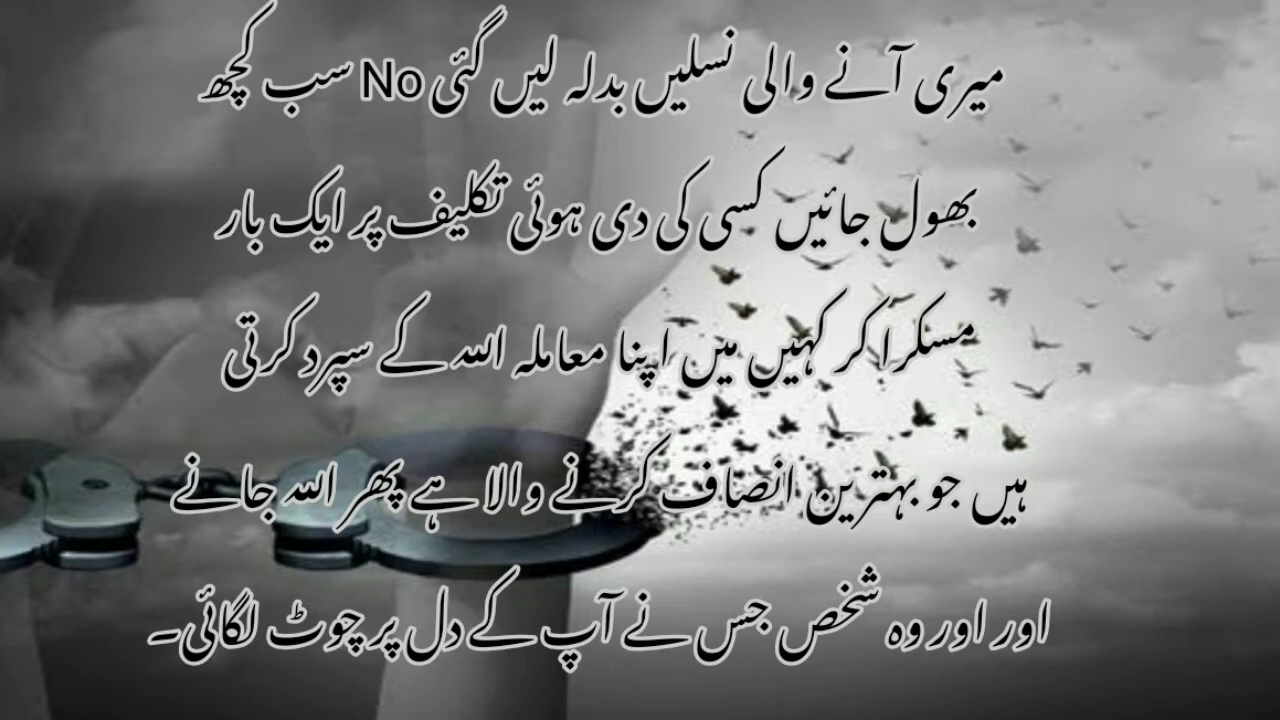 میری آنے والی نسلیں بدلہ لیں گئی No سب کچھ
بھول جائیں کسی کی دی ہوئی تکلیف پر ایک بار
مسکرا کر کہیں میں اپنا معاملہ اللہ کے سپرد کرتی
ہیں جو بہترین انصاف کرنے والا ہے پھر اللہ جانے
اور اور وہ شخص جس نے آپ کے دل پر چوٹ لگائی۔